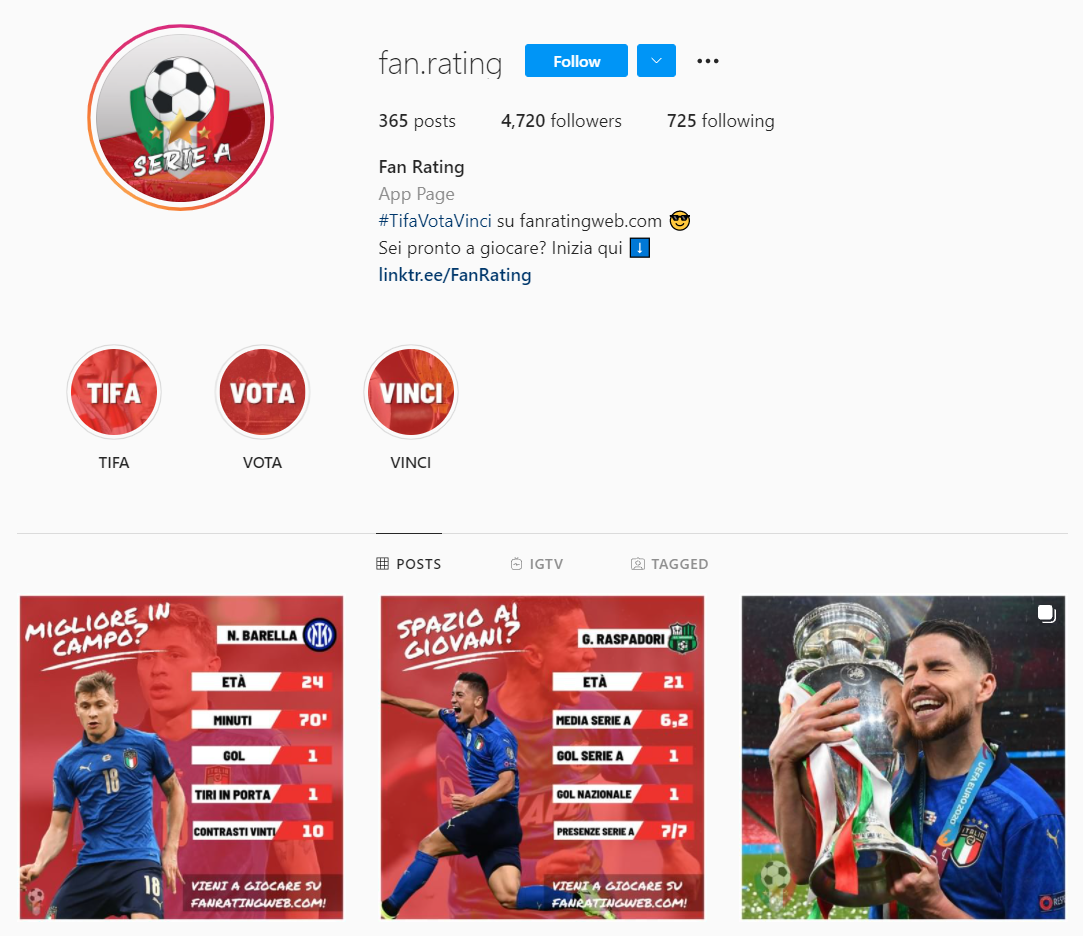 SERIE A
fan.rating
Follow
365 posts 4,720 followers 725 following
Fan Rating
App Page
#TifaVotaVinci su fanratingweb.com 😎
Sei pronto a giocare? Inizia qui ⬇️
linktr.ee/FanRating
TIFA VOTA VINCI
TIFA VOTA VINCI
POSTS IGTV TAGGED
MIGLIORE IN
CAMPO?
N. BARELLA
ETÀ 24
MINUTI 70'
GOL 1
TIRI IN PORTA 1
CONTRASTI VINTI 10
18
18
VIENI A GIOCARE SU
FANRATINGWEB.COM!
SPAZIO AI
GIOVANI?
G. RASPADORI
ETÀ 21
MEDIA SERIE A 6,2
GOL SERIE A 1
GOL NAZIONALE 1
PRESENZE SERIE A 7/7
VIENI A GIOCARE SU
FANRATINGWEB.COM!
UEFA EURO 2020
ITALIA